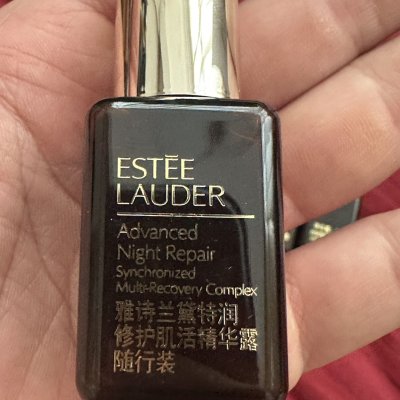 ESTĒE
LAUDER
Advanced
Night Repair
Synchronized
Multi-Recovery Complex
雅诗兰黛特润
修护肌活精华露
随行装